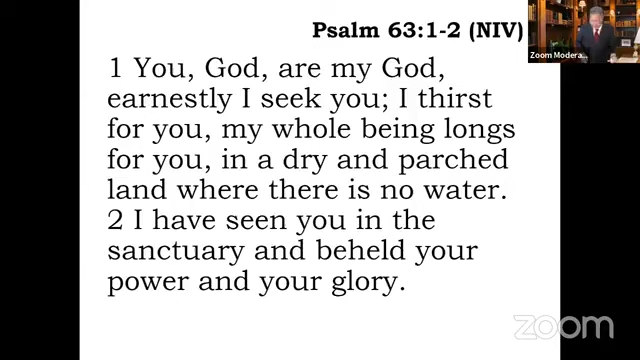 Psalm 63:1-2 (NIV)
Zoom Modera...
1 You, God, are my God,
earnestly I seek you; I thirst
for you, my whole being longs
for you, in a dry and parched
land where there is no water.
2 I have seen you in the
sanctuary and beheld your
power and your glory.
zoom